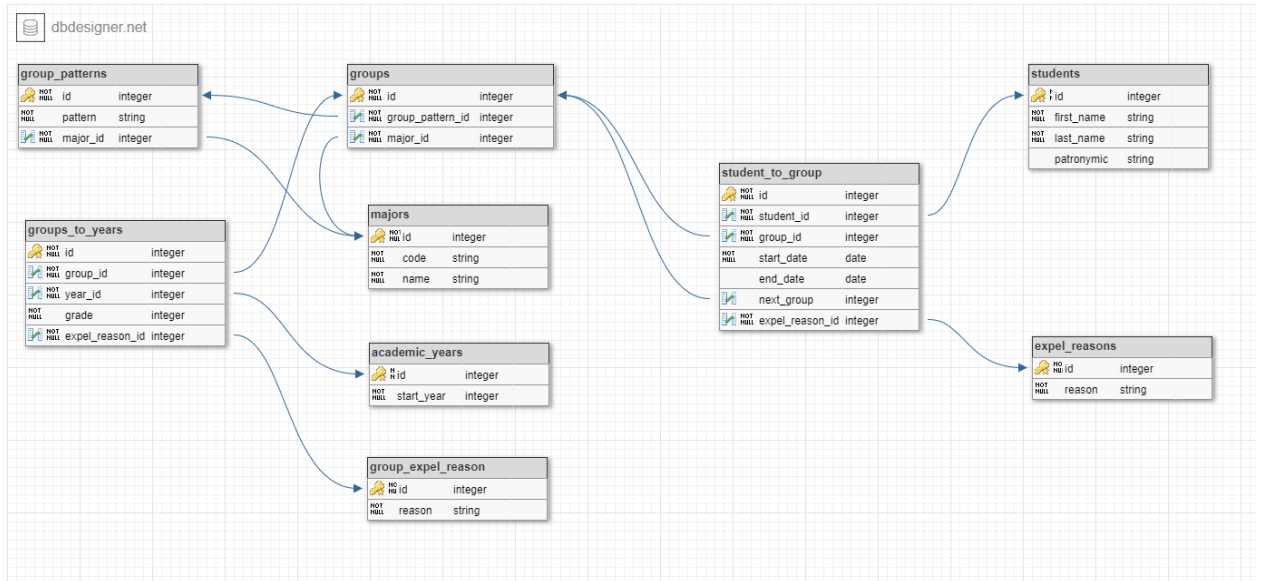 dbdesigner.net
group_patterns
NOT NULL id integer
NOT NULL pattern string
NOT NULL major_id integer
groups
NOT NULL id integer
NOT NULL group_pattern_id integer
NOT NULL major_id integer
students
id integer
NOT NULL first_name string
NOT NULL last_name string
patronymic string
student_to_group
NOT NULL id integer
NOT NULL student_id integer
NOT NULL group_id integer
NOT NULL start_date date
end_date date
next_group integer
NOT NULL expel_reason_id integer
majors
id integer
NOT NULL code string
NOT NULL name string
groups_to_years
NOT NULL id integer
NOT NULL group_id integer
NOT NULL year_id integer
NOT NULL grade integer
NOT NULL expel_reason_id integer
academic_years
id integer
NOT NULL start_year integer
expel_reasons
id integer
NOT NULL reason string
group_expel_reason
id integer
NOT NULL reason string